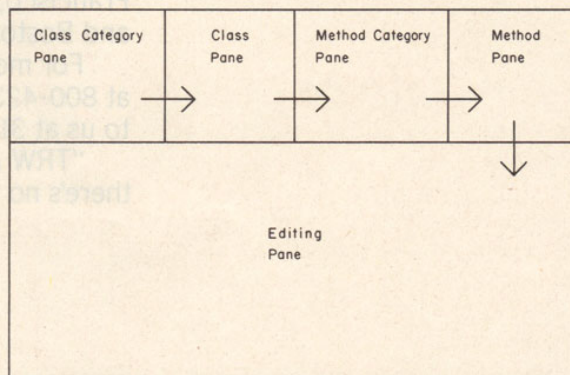 Class Category
Pane
Class
Pane
Method Category
Pane
Method
Pane
Editing
Pane